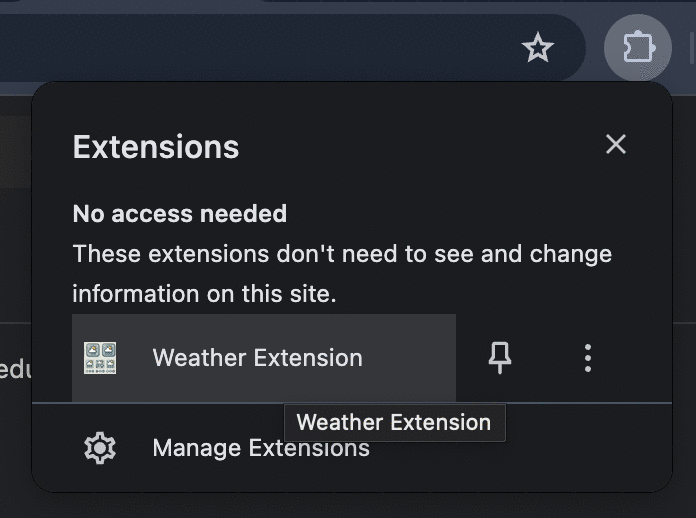 Extensions
No access needed
These extensions don't need to see and change
information on this site.
Weather Extension
Weather Extension
Manage Extensions
edu